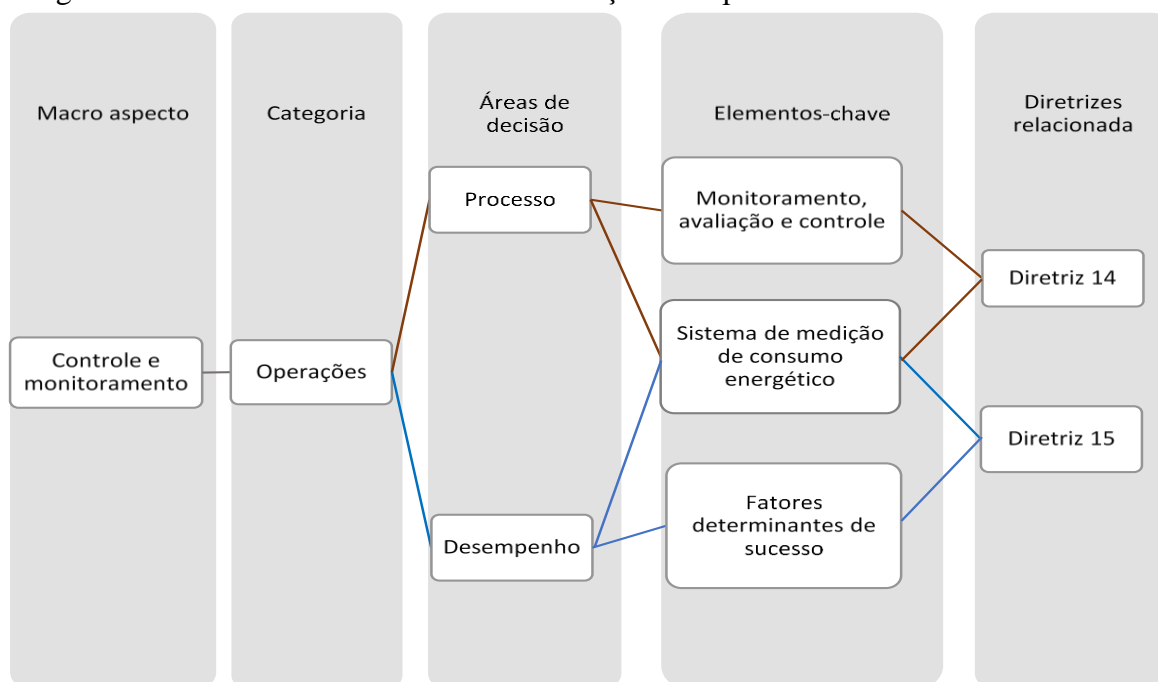 Macro aspecto
Categoria
Áreas de
decisão
Elementos-chave
Diretrizes
relacionada
Processo
Monitoramento,
avaliação e controle
Diretriz 14
Controle e
monitoramento
Operações
Sistema de medição
de consumo
energético
Diretriz 15
Desempenho
Fatores
determinantes de
sucesso